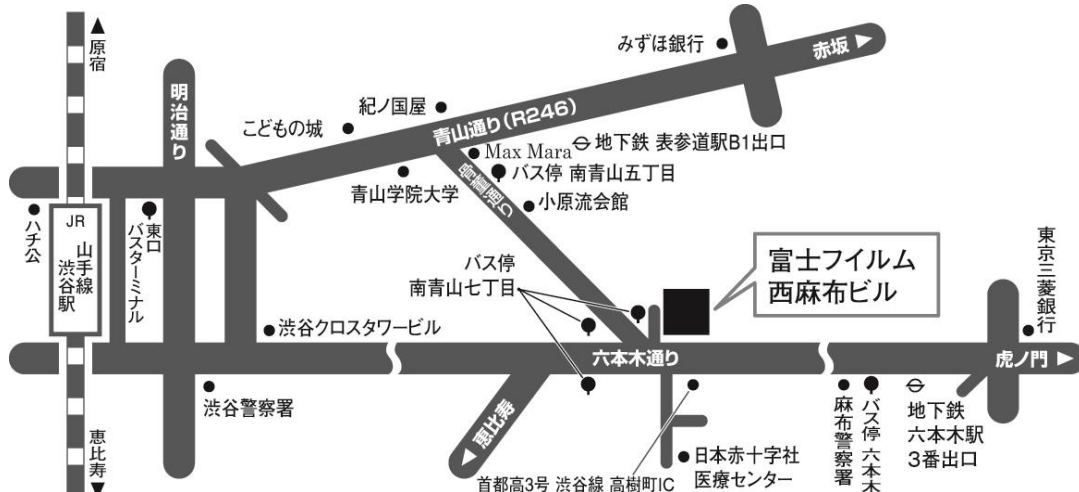 ▲原宿
明治通り
こどもの城
紀ノ国屋
青山通り（R246）
みずほ銀行
赤坂▶
Max Mara
地下鉄 表参道駅B1出口
バス停 南青山五丁目
骨董通り
小原流会館
青山学院大学
ハチ公
JR
山手線
渋谷駅
東口
バスターミナル
バス停
南青山七丁目
富士フイルム
西麻布ビル
東京三菱銀行
渋谷クロスタワービル
六本木通り
虎ノ門▶
渋谷警察署
◀恵比寿
恵比寿▼
首都高3号 渋谷線 高樹町IC
日本赤十字社
医療センター
麻布警察署
バス停 六本木
地下鉄
六本木駅
3番出口